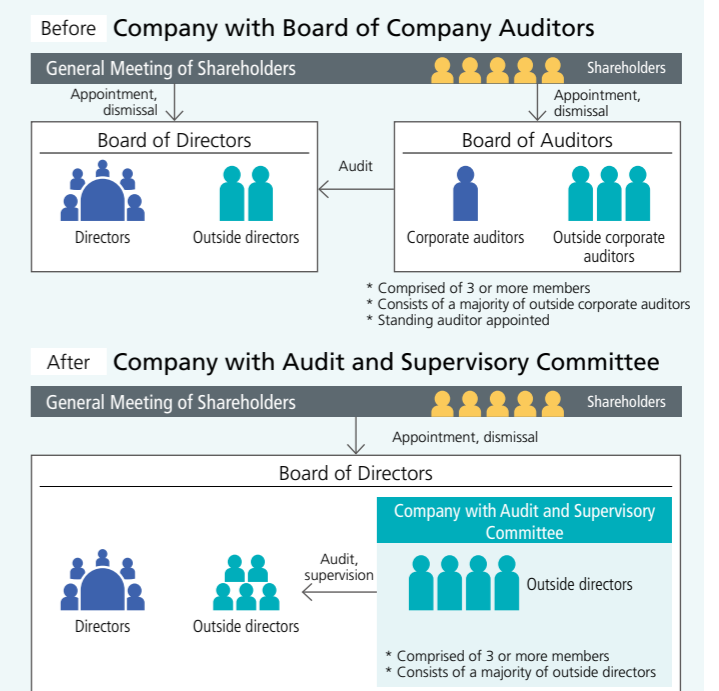 Before Company with Board of Company Auditors
General Meeting of Shareholders Shareholders
Appointment,
dismissal
Appointment,
dismissal
Board of Directors
Directors Outside directors
Audit
Board of Auditors
Corporate auditors Outside corporate
auditors
* Comprised of 3 or more members
* Consists of a majority of outside corporate auditors
* Standing auditor appointed
After Company with Audit and Supervisory Committee
General Meeting of Shareholders Shareholders
Appointment, dismissal
Board of Directors
Directors Outside directors
Audit,
supervision
Company with Audit and Supervisory
Committee
Outside directors
* Comprised of 3 or more members
* Consists of a majority of outside directors